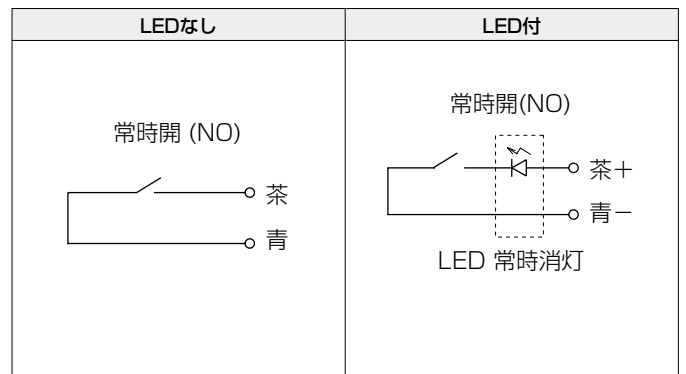 LEDなし
LED付
常時開 (NO)
茶
青
常時開(NO)
茶＋
青－
LED 常時消灯